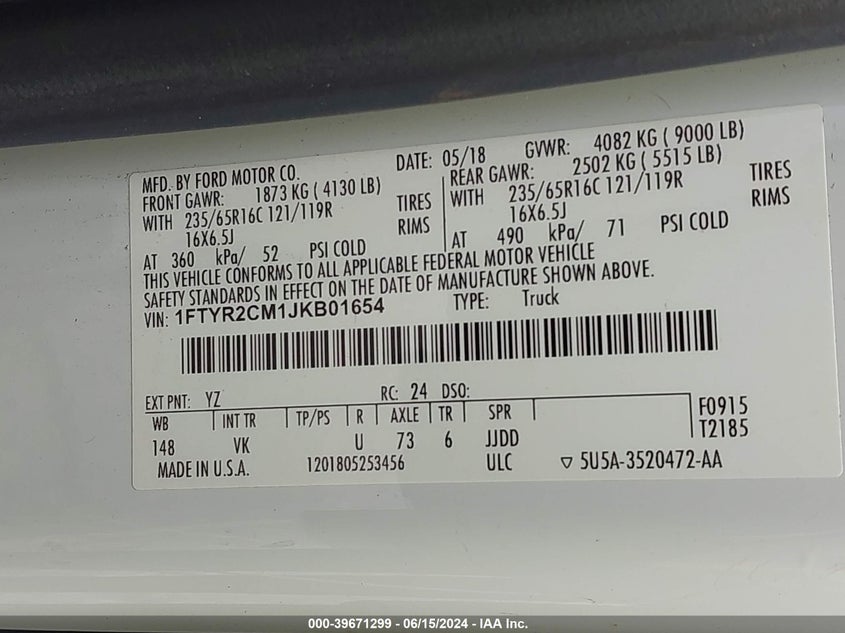 MFD. BY FORD MOTOR CO.
DATE: 05/18
GVWR: 4082 KG ( 9000 LB)
FRONT GAWR: 1873 KG ( 4130 LB)
WITH 235/65R16C 121/119R TIRES
16X6.5J RIMS
AT 360 kPa/ 52 PSI COLD
REAR GAWR: 2502 KG ( 5515 LB)
WITH 235/65R16C 121/119R TIRES
16X6.5J RIMS
AT 490 kPa/ 71 PSI COLD
THIS VEHICLE CONFORMS TO ALL APPLICABLE FEDERAL MOTOR VEHICLE
SAFETY STANDARDS IN EFFECT ON THE DATE OF MANUFACTURE SHOWN ABOVE.
VIN: 1FTYR2CM1JKB01654
TYPE: Truck
EXT PNT: YZ RC: 24 DSO:
WB INT TR TP/PS R AXLE TR SPR
148 VK U 73 6 JJDD
F0915
T2185
MADE IN U.S.A. 1201805253456 ULC ▽ 5U5A-3520472-AA
000-39671299 - 06/15/2024 - IAA Inc.